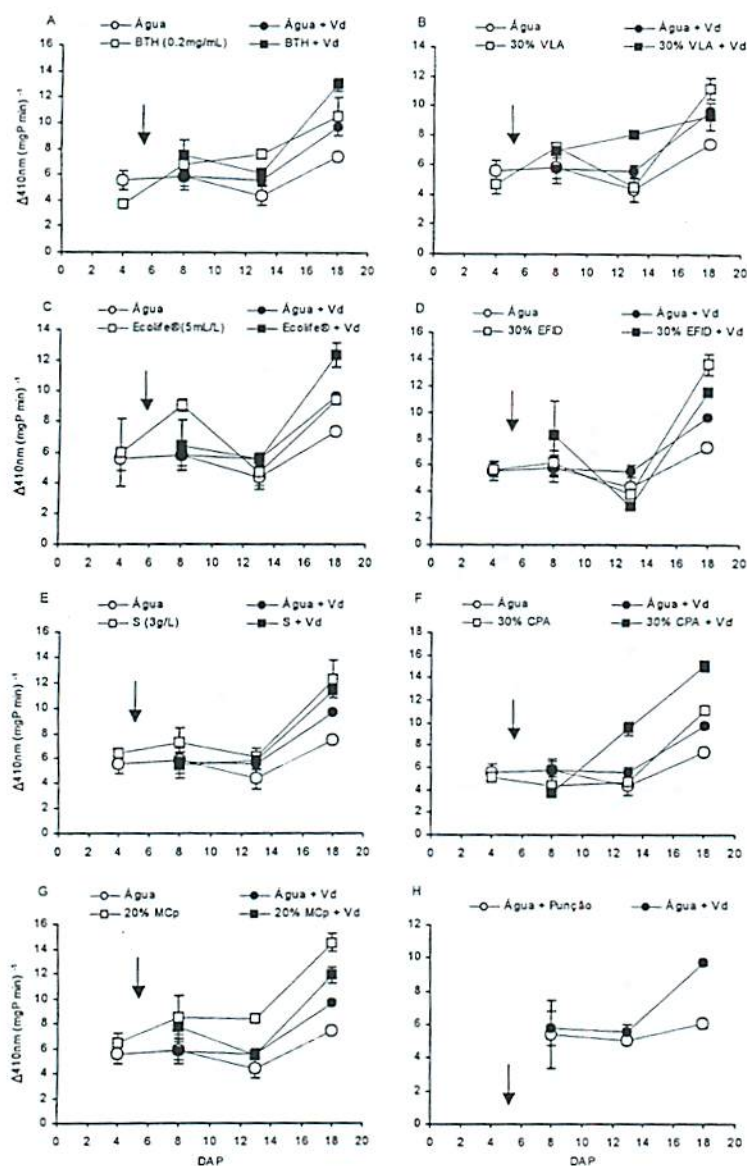 A
Água
Água + Vd
BTH (0.2mg/mL)
BTH + Vd
Δ410nm (mgP min) -1
16
14
12
10
8
6
4
2
0
0 2 4 6 8 10 12 14 16 18 20
B
Água
Água + Vd
30% VLA
30% VLA + Vd
16
14
12
10
8
6
4
2
0
0 2 4 6 8 10 12 14 16 18 20
C
Água
Água + Vd
Ecolife®(5mL/L)
Ecolife® + Vd
Δ410nm (mgP min) -1
16
14
12
10
8
6
4
2
0
0 2 4 6 8 10 12 14 16 18 20
D
Água
Água + Vd
30% EFID
30% EFID + Vd
16
14
12
10
8
6
4
2
0
0 2 4 6 8 10 12 14 16 18 20
E
Água
Água + Vd
S (3g/L)
S + Vd
Δ410nm (mgP min) -1
16
14
12
10
8
6
4
2
0
0 2 4 6 8 10 12 14 16 18 20
F
Água
Água + Vd
30% CPA
30% CPA + Vd
16
14
12
10
8
6
4
2
0
0 2 4 6 8 10 12 14 16 18 20
G
Água
Água + Vd
20% MCp
20% MCp + Vd
Δ410nm (mgP min) -1
16
14
12
10
8
6
4
2
0
0 2 4 6 8 10 12 14 16 18 20
DAP
H
Água + Punção
Água + Vd
12
10
8
6
4
2
0
0 2 4 6 8 10 12 14 16 18 20
DAP